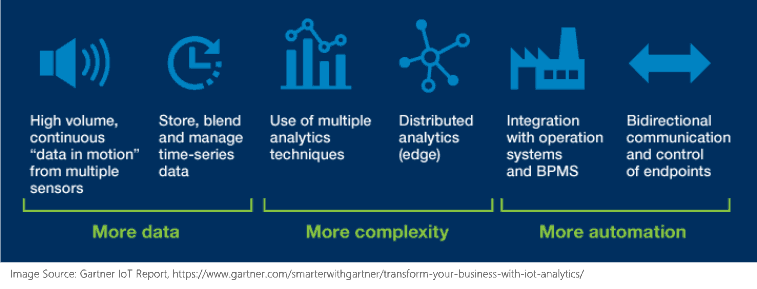 High volume,
continuous
“data in motion”
from multiple
sensors
Store, blend
and manage
time-series
data
Use of multiple
analytics
techniques
Distributed
analytics
(edge)
Integration
with operation
systems
and BPMS
Bidirectional
communication
and control
of endpoints
More data
More complexity
More automation
Image Source: Gartner IoT Report, https://www.gartner.com/smarterwithgartner/transform-your-business-with-iot-analytics/